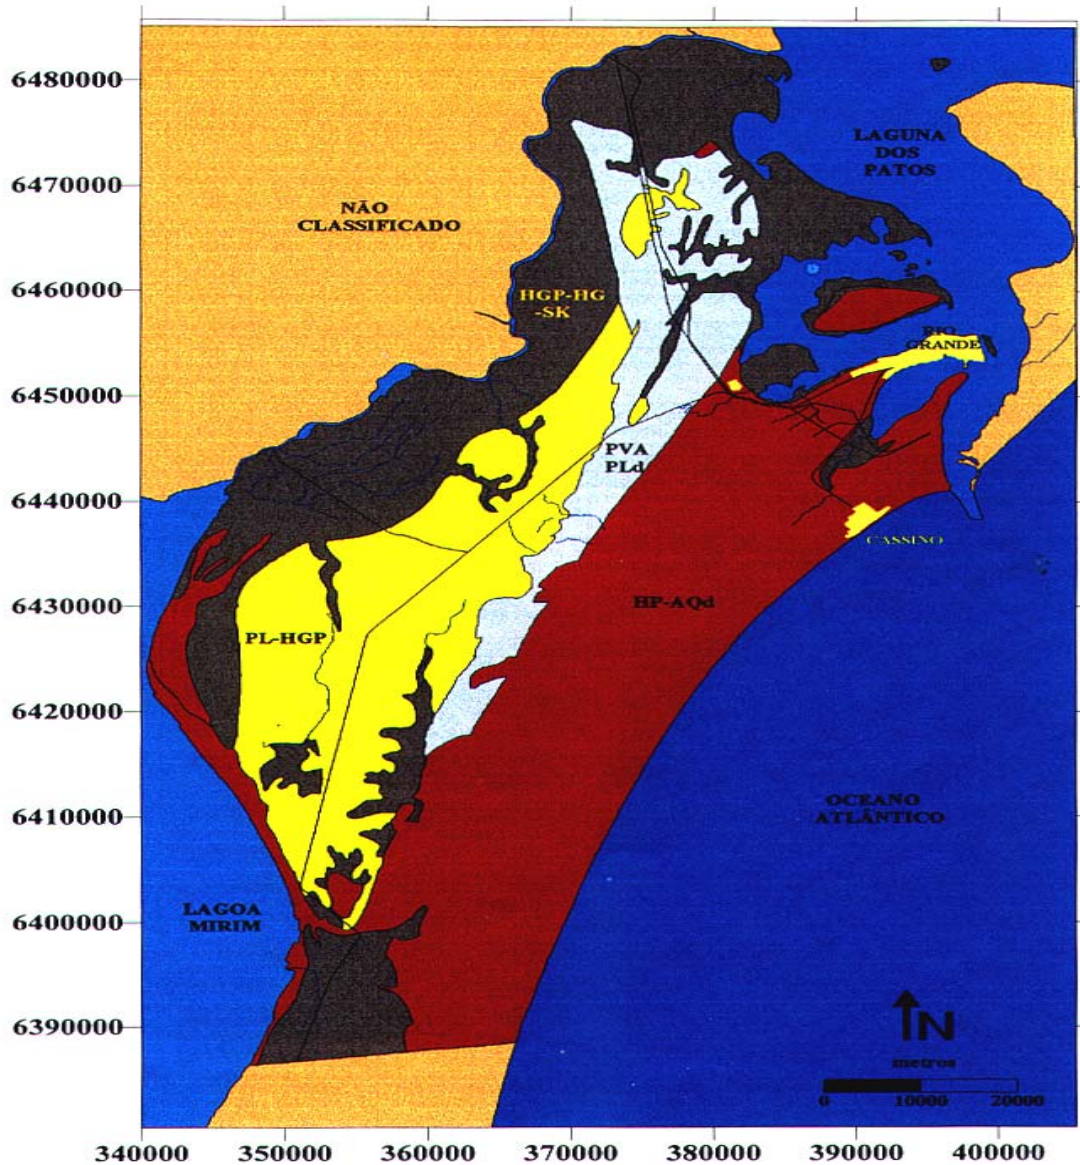 6480000
6470000
6460000
6450000
6440000
6430000
6420000
6410000
6400000
6390000
LAGUNA
DOS
PATOS
NÃO
CLASSIFICADO
HGP-HG
-SK
RIO
GRANDE
PVA
PLd
CASSINO
HP-AQd
PL-HGP
OCEANO
ATLÂNTICO
LAGOA
MIRIM
N
metros
0 10000 20000
340000 350000 360000 370000 380000 390000 400000